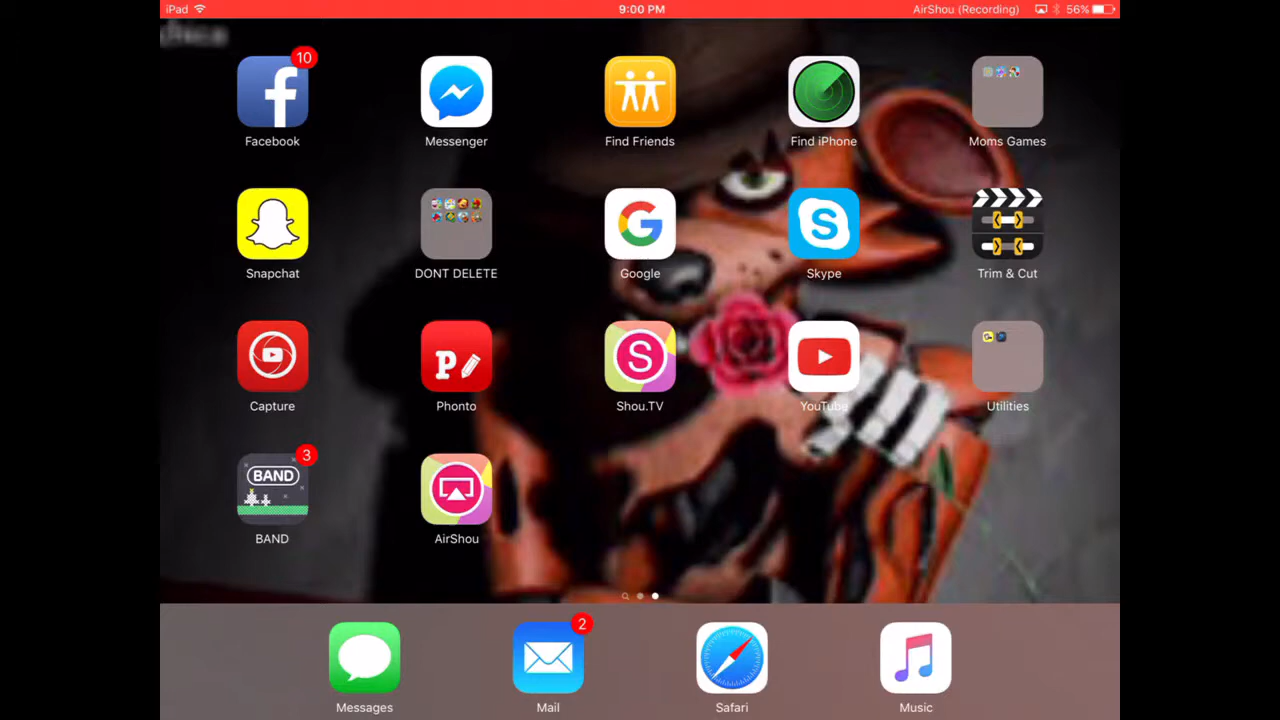 iPad 9:00 PM AirShou (Recording) 56%
10
Facebook Messenger Find Friends Find iPhone Moms Games
Snapchat DONT DELETE Google Skype Trim & Cut
P S
Capture Phonto Shou.TV YouTube Utilities
BAND 3
BAND AirShou
2
Messages Mail Safari Music